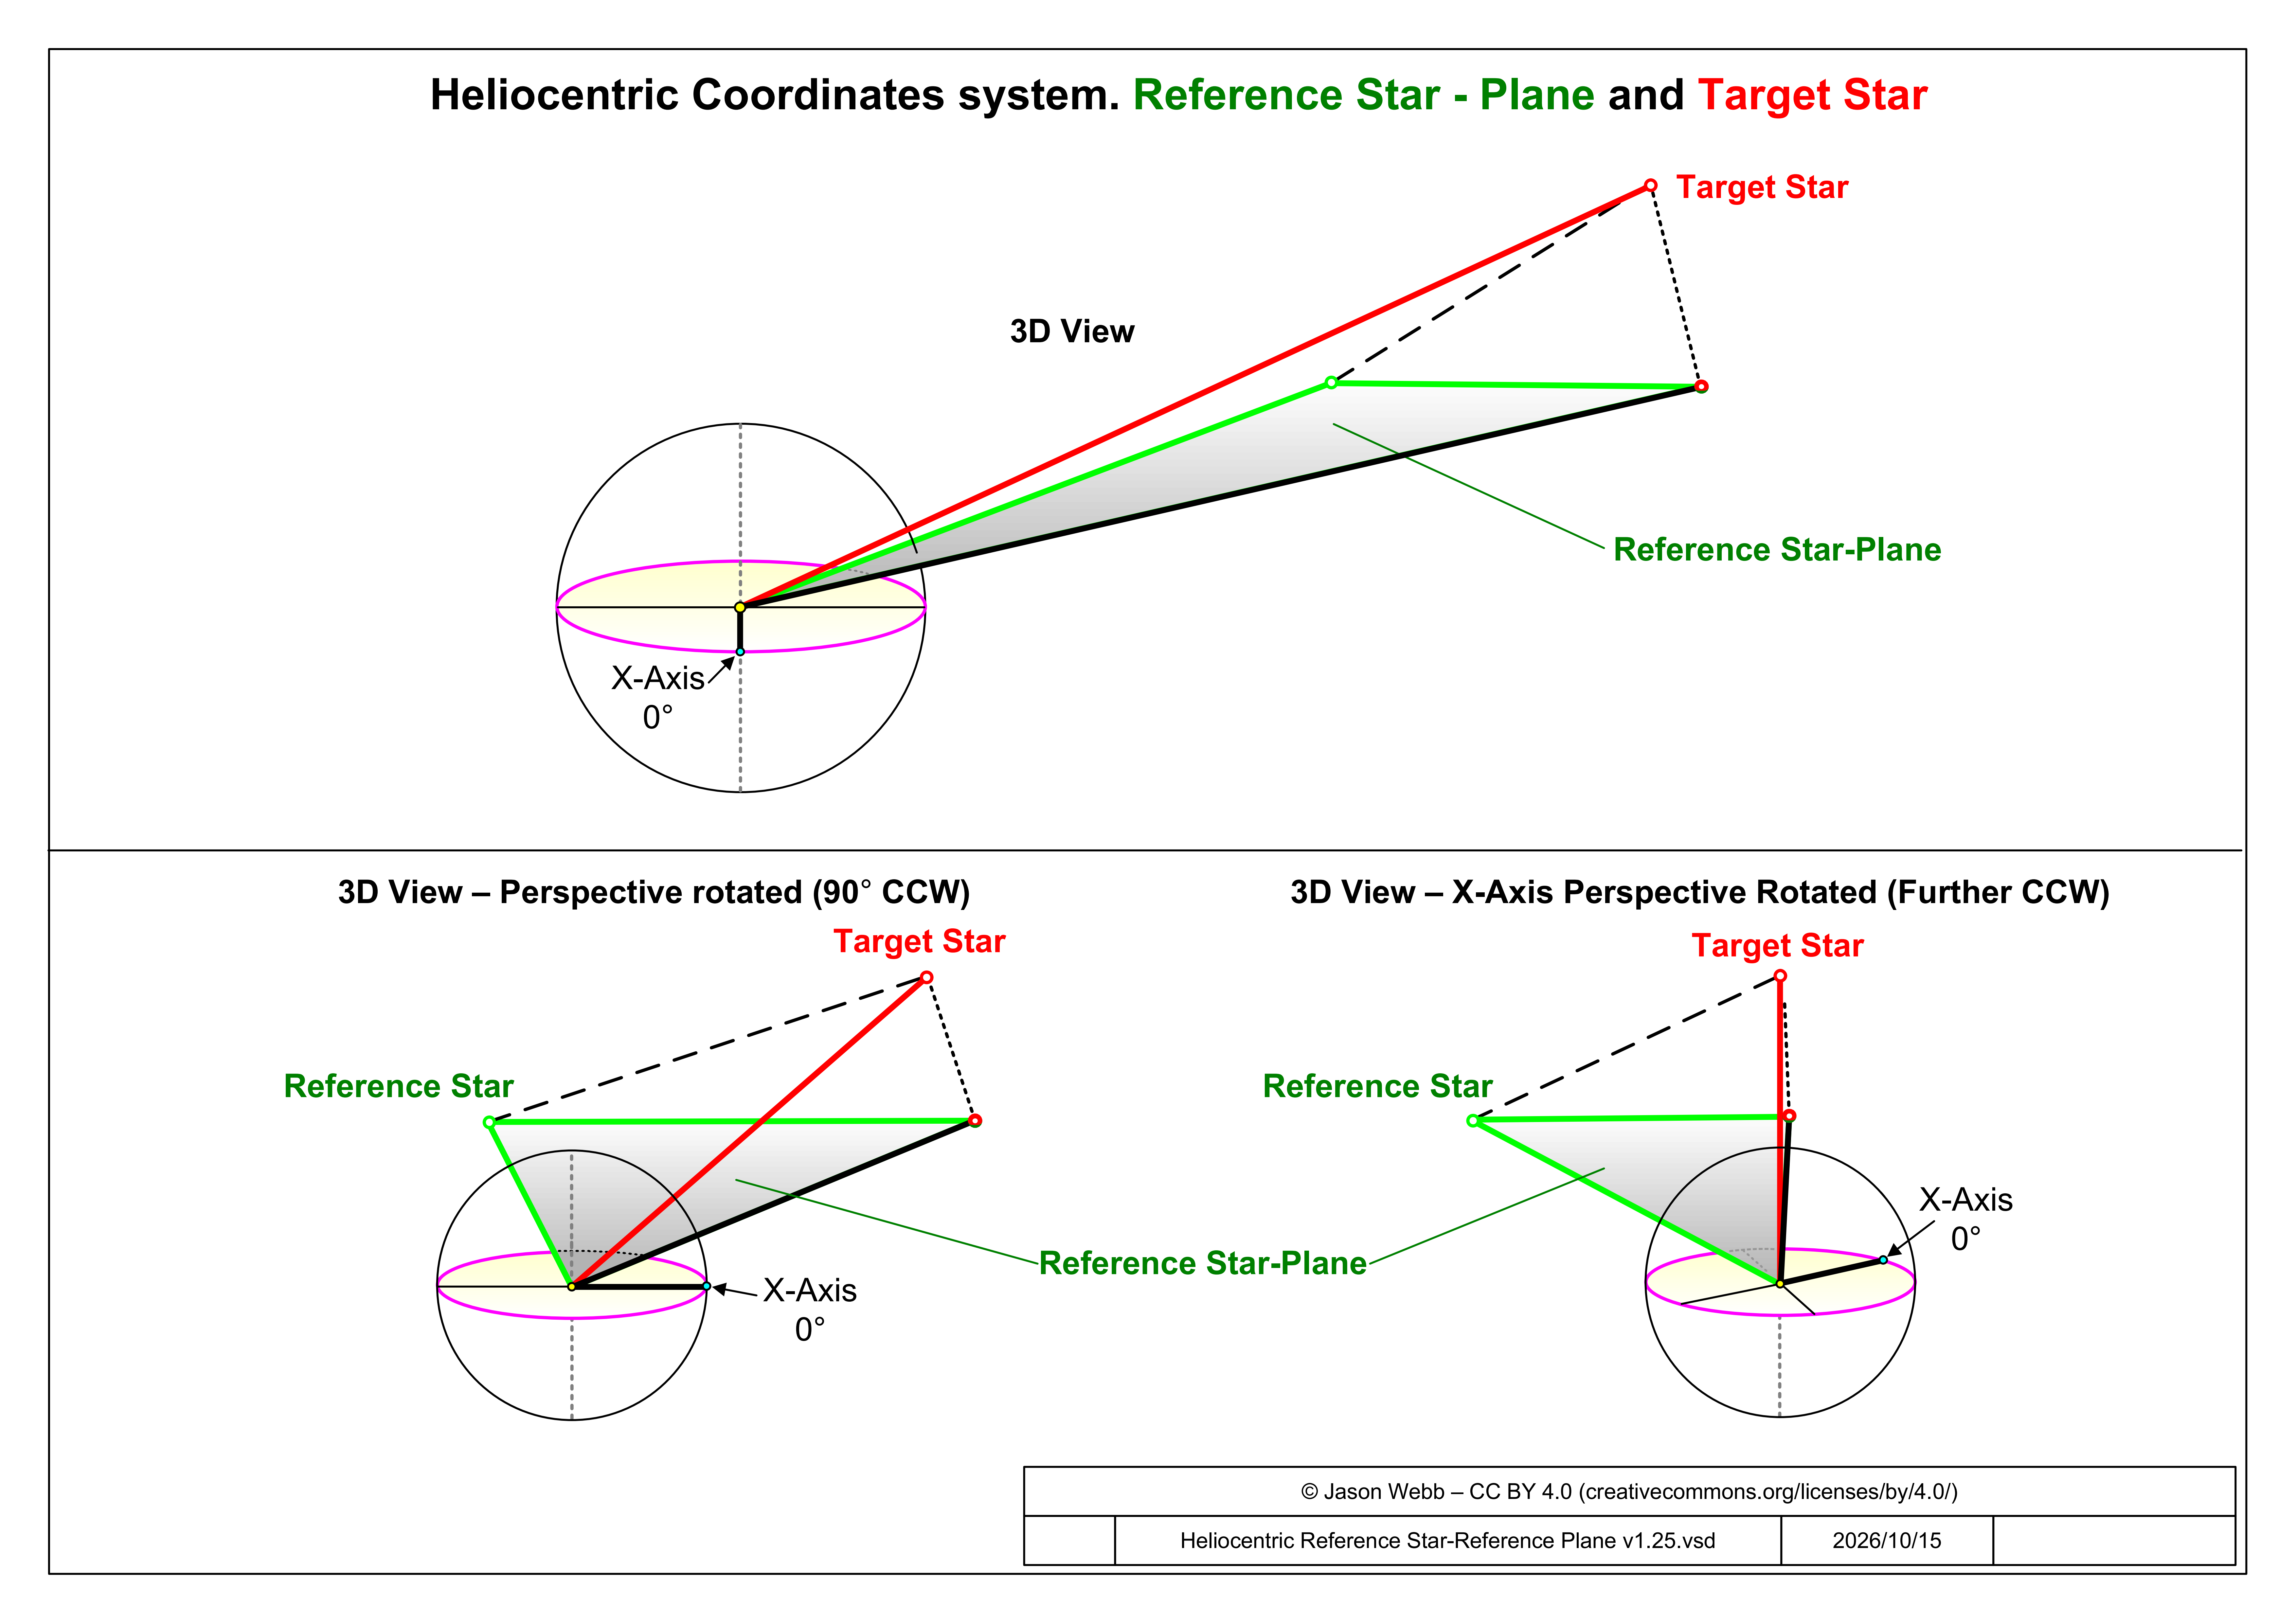 Heliocentric Coordinates system. Reference Star - Plane and Target Star
Target Star
3D View
Reference Star-Plane
X-Axis
0°
3D View – Perspective rotated (90° CCW)
3D View – X-Axis Perspective Rotated (Further CCW)
Target Star
Target Star
Reference Star
Reference Star
X-Axis
0°
Reference Star-Plane
X-Axis
0°
© Jason Webb – CC BY 4.0 (creativecommons.org/licenses/by/4.0/)
Heliocentric Reference Star-Reference Plane v1.25.vsd
2026/10/15